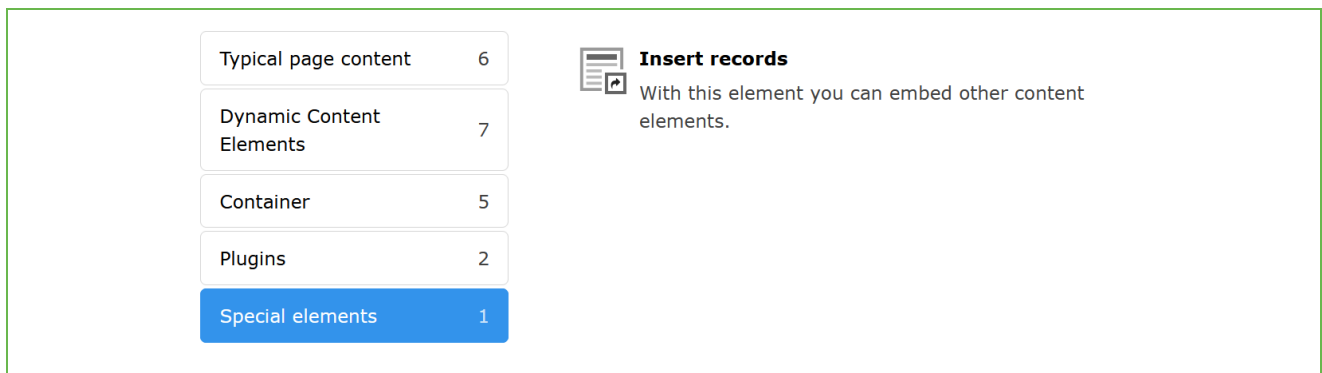 Typical page content 6
Dynamic Content
Elements 7
Container 5
Plugins 2
Special elements 1
Insert records
With this element you can embed other content
elements.